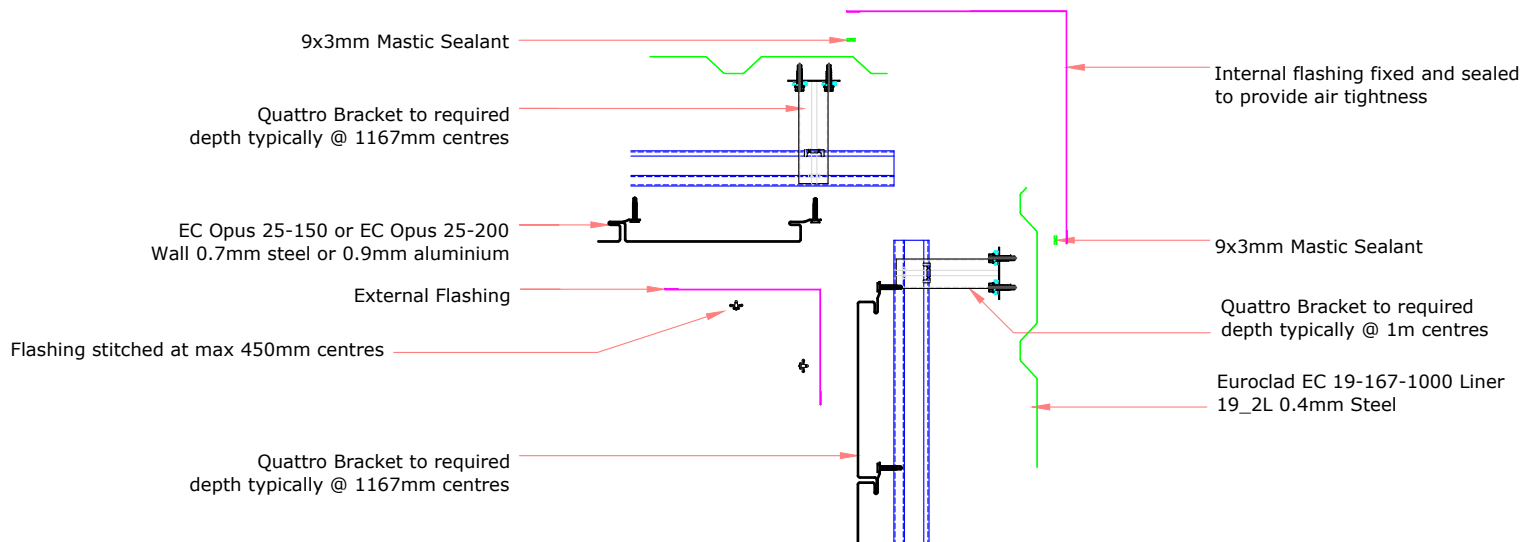 9x3mm Mastic Sealant
Quattro Bracket to required
depth typically @ 1167mm centres
EC Opus 25-150 or EC Opus 25-200
Wall 0.7mm steel or 0.9mm aluminium
External Flashing
Flashing stitched at max 450mm centres
Quattro Bracket to required
depth typically @ 1167mm centres
Internal flashing fixed and sealed
to provide air tightness
9x3mm Mastic Sealant
Quattro Bracket to required
depth typically @ 1m centres
Euroclad EC 19-167-1000 Liner
19_2L 0.4mm Steel